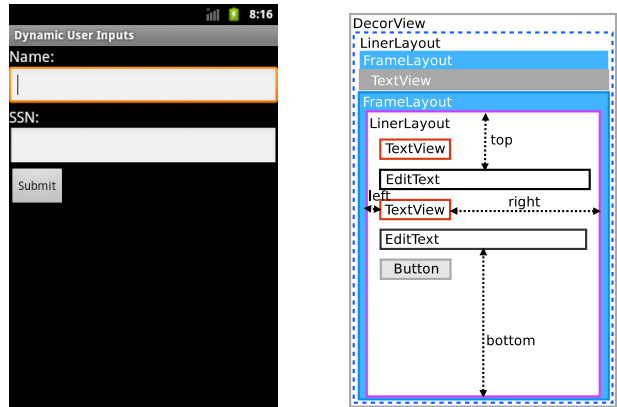 8:16
Dynamic User Inputs
Name:
SSN:
Submit
DecorView
LinerLayout
FrameLayout
TextView
FrameLayout
LinerLayout
top
TextView
EditText
left
TextView
right
EditText
Button
bottom